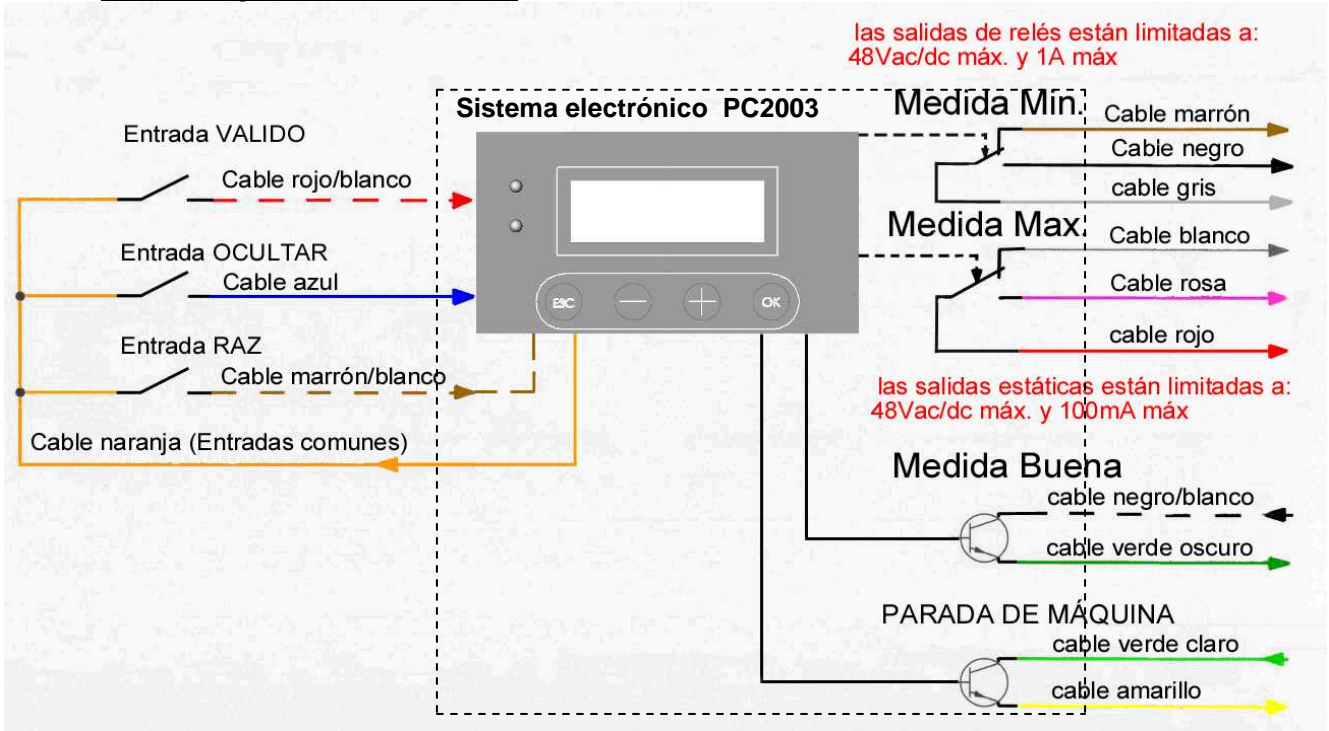 las salidas de relés están limitadas a:
48Vac/dc máx. y 1A máx
Sistema electrónico PC2003
Medida Min.
Cable marrón
Cable negro
cable gris
Entrada VALIDO
Cable rojo/blanco
Medida Max.
Cable blanco
Cable rosa
cable rojo
Entrada OCULTAR
Cable azul
ESC
OK
Entrada RAZ
Cable marrón/blanco
Cable naranja (Entradas comunes)
las salidas estáticas están limitadas a:
48Vac/dc máx. y 100mA máx
Medida Buena
cable negro/blanco
cable verde oscuro
PARADA DE MÁQUINA
cable verde claro
cable amarillo